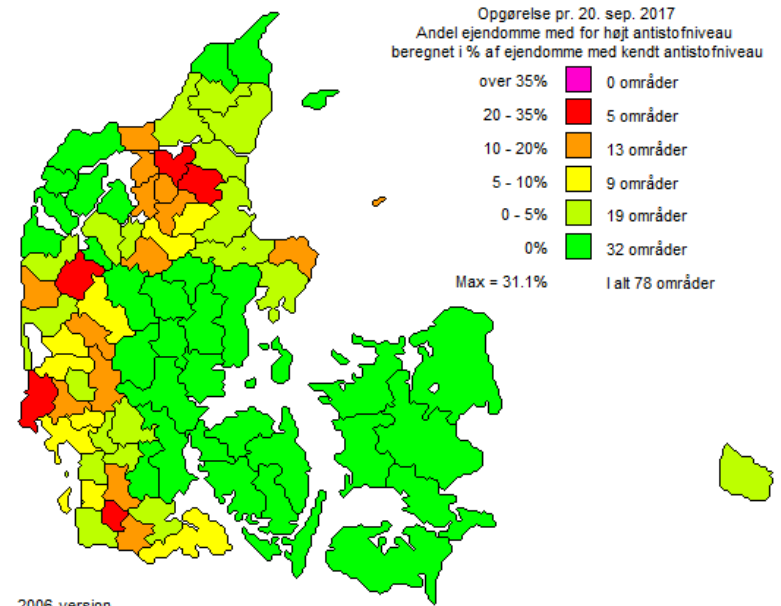 Opgørelse pr. 20. sep. 2017
Andel ejendomme med for højt antistofniveau
beregnet i % af ejendomme med kendt antistofniveau
over 35% 0 områder
20 - 35% 5 områder
10 - 20% 13 områder
5 - 10% 9 områder
0 - 5% 19 områder
0% 32 områder
Max = 31.1% I alt 78 områder
2006 version